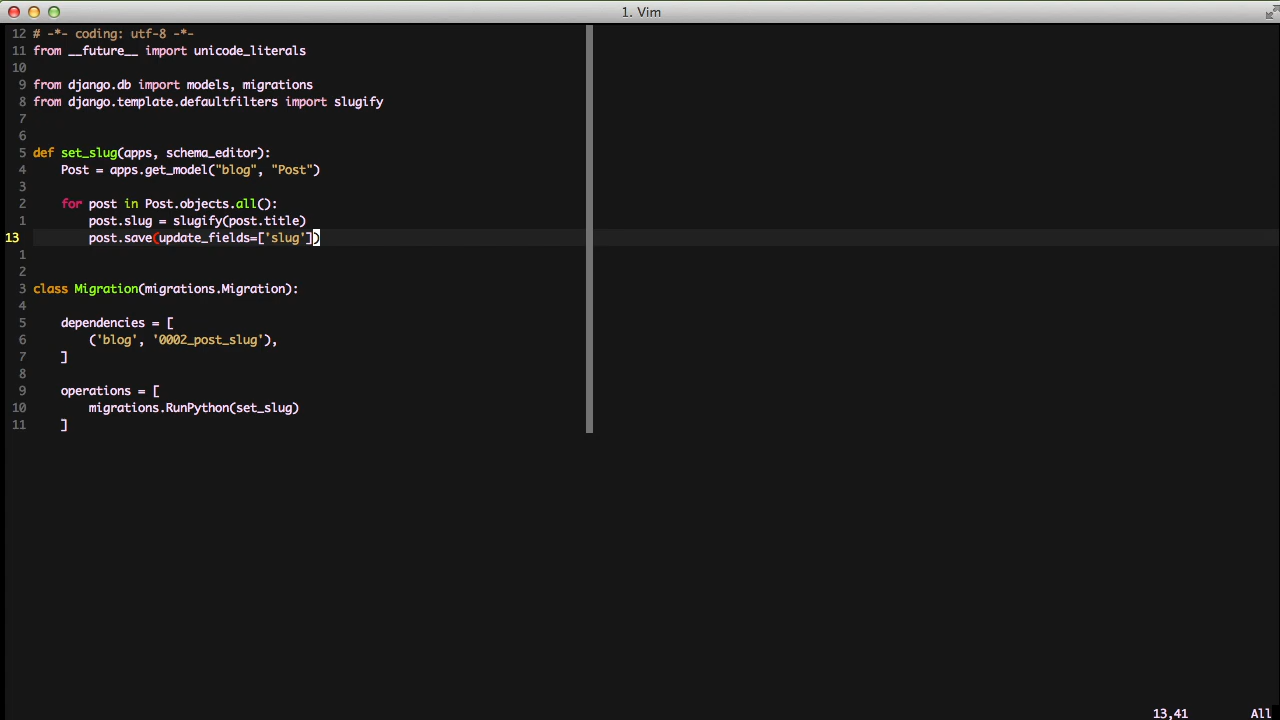 1. Vim
12 # -*- coding: utf-8 -*-
11 from __future__ import unicode_literals
10
9 from django.db import models, migrations
8 from django.template.defaultfilters import slugify
7
6
5 def set_slug(apps, schema_editor):
4     Post = apps.get_model("blog", "Post")
3
2     for post in Post.objects.all():
1         post.slug = slugify(post.title)
13         post.save(update_fields=['slug'])
1
2
3 class Migration(migrations.Migration):
4
5     dependencies = [
6         ('blog', '0002_post_slug'),
7     ]
8
9     operations = [
10         migrations.RunPython(set_slug)
11     ]
13,41 All